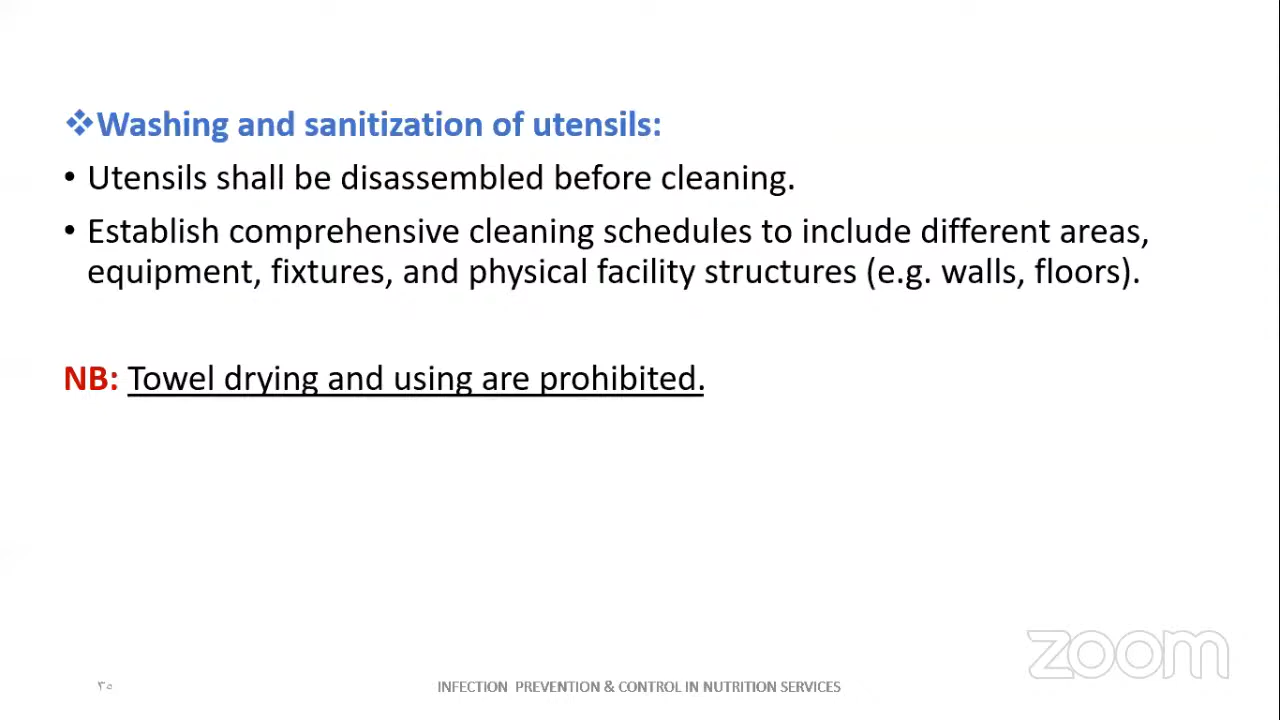 ❖Washing and sanitization of utensils:
• Utensils shall be disassembled before cleaning.
• Establish comprehensive cleaning schedules to include different areas,
equipment, fixtures, and physical facility structures (e.g. walls, floors).
NB: Towel drying and using are prohibited.
zoom
٣٥
INFECTION PREVENTION & CONTROL IN NUTRITION SERVICES